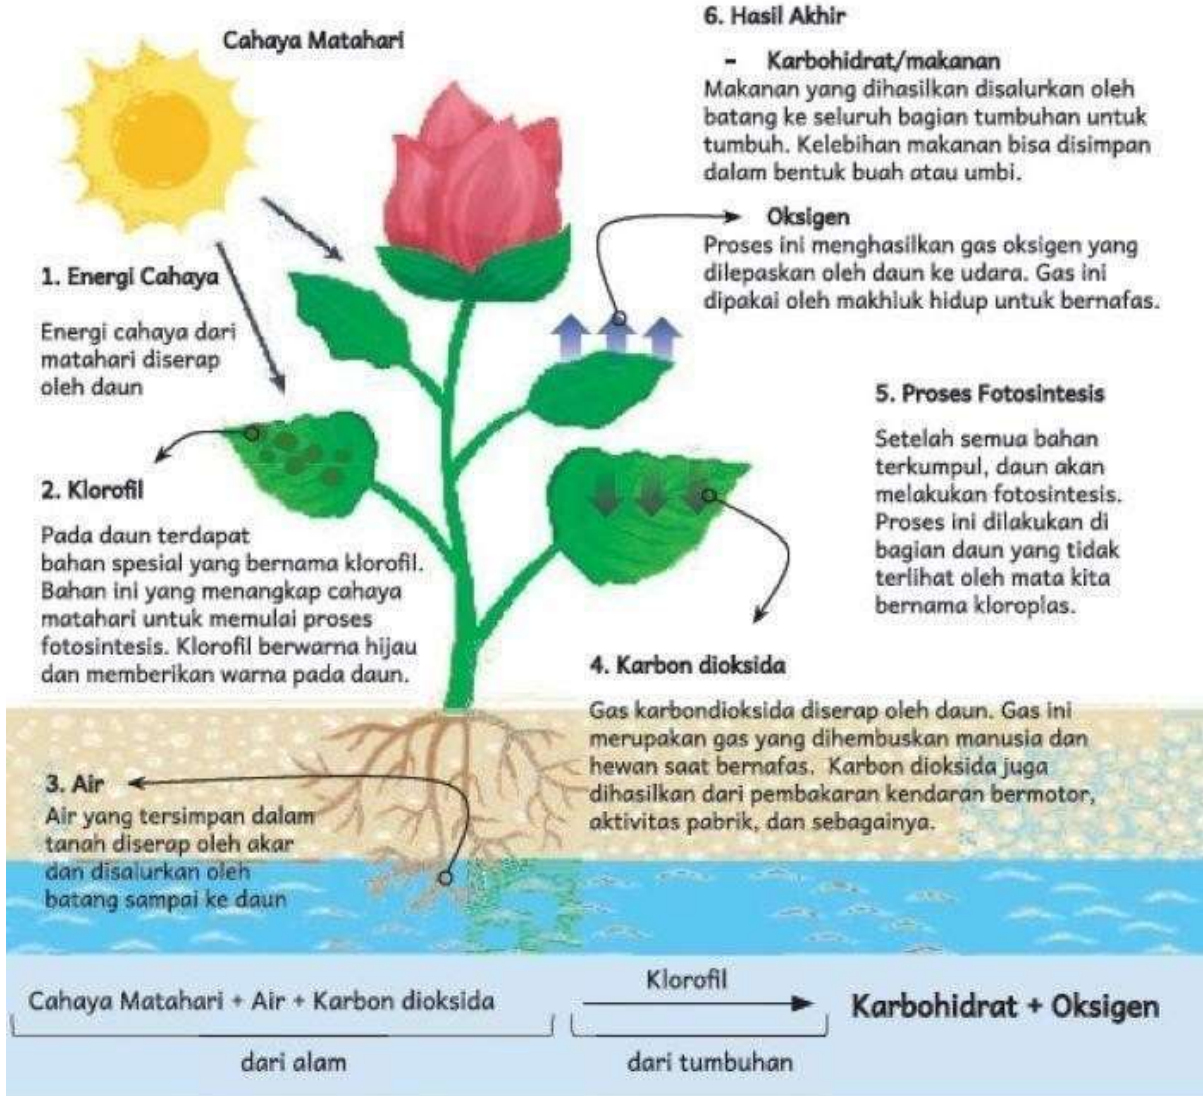 Cahaya Matahari
1. Energi Cahaya
Energi cahaya dari
matahari diserap
oleh daun
2. Klorofil
Pada daun terdapat
bahan spesial yang bernama klorofil.
Bahan ini yang menangkap cahaya
matahari untuk memulai proses
fotosintesis. Klorofil berwarna hijau
dan memberikan warna pada daun.
3. Air
Air yang tersimpan dalam
tanah diserap oleh akar
dan disalurkan oleh
batang sampai ke daun
4. Karbon dioksida
Gas karbondioksida diserap oleh daun. Gas ini
merupakan gas yang dihembuskan manusia dan
hewan saat bernafas. Karbon dioksida juga
dihasilkan dari pembakaran kendaran bermotor,
aktivitas pabrik, dan sebagainya.
5. Proses Fotosintesis
Setelah semua bahan
terkumpul, daun akan
melakukan fotosintesis.
Proses ini dilakukan di
bagian daun yang tidak
terlihat oleh mata kita
bernama kloroplas.
6. Hasil Akhir
- Karbohidrat/makanan
Makanan yang dihasilkan disalurkan oleh
batang ke seluruh bagian tumbuhan untuk
tumbuh. Kelebihan makanan bisa disimpan
dalam bentuk buah atau umbi.
Oksigen
Proses ini menghasilkan gas oksigen yang
dilepaskan oleh daun ke udara. Gas ini
dipakai oleh makhluk hidup untuk bernafas.
Cahaya Matahari + Air + Karbon dioksida
Klorofil
Karbohidrat + Oksigen
dari alam
dari tumbuhan